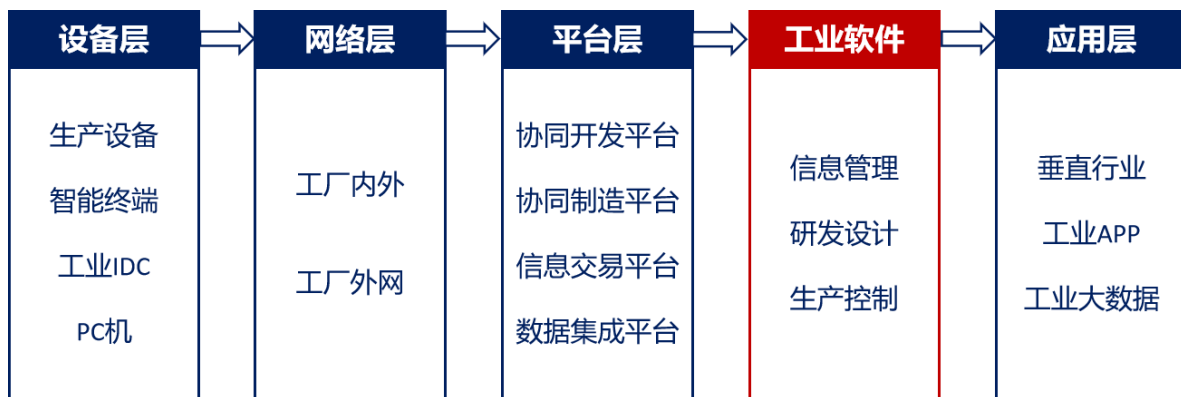 设备层
生产设备
智能终端
工业IDC
PC机
网络层
工厂内外
工厂外网
平台层
协同开发平台
协同制造平台
信息交易平台
数据集成平台
工业软件
信息管理
研发设计
生产控制
应用层
垂直行业
工业APP
工业大数据